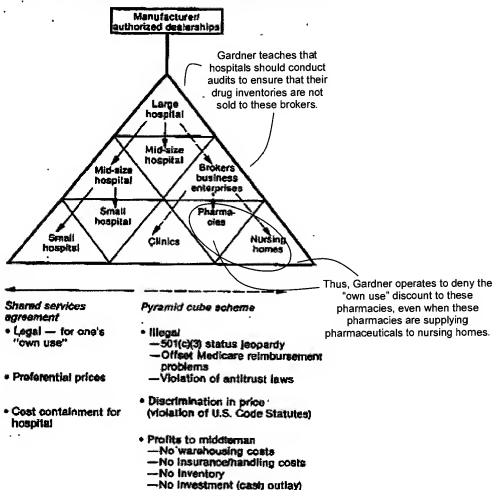 Manufacturer/
authorized dealerships
Gardner teaches that
hospitals should conduct
audits to ensure that their
drug inventories are not
sold to these brokers.
Large
hospital
Mid-size
hospital
Mid-size
hospital
Brokers
business
enterprises
Small
hospital
Pharma-
cies
Small
hospital
Clinics
Nursing
homes
Thus, Gardner operates to deny the
"own use" discount to these
pharmacies, even when these
pharmacies are supplying
pharmaceuticals to nursing homes.
Shared services
agreement
• Legal — for one's
"own use"
• Preferential prices
• Cost containment for
hospital
Pyramid cube scheme
• Illegal
—501(c)(3) status jeopardy
—Offset Medicare reimbursement
problems
—Violation of antitrust laws
• Discrimination in price
(violation of U.S. Code Statutes)
• Profits to middleman
—No warehousing costs
—No insurance/handling costs
—No inventory
—No investment (cash outlay)